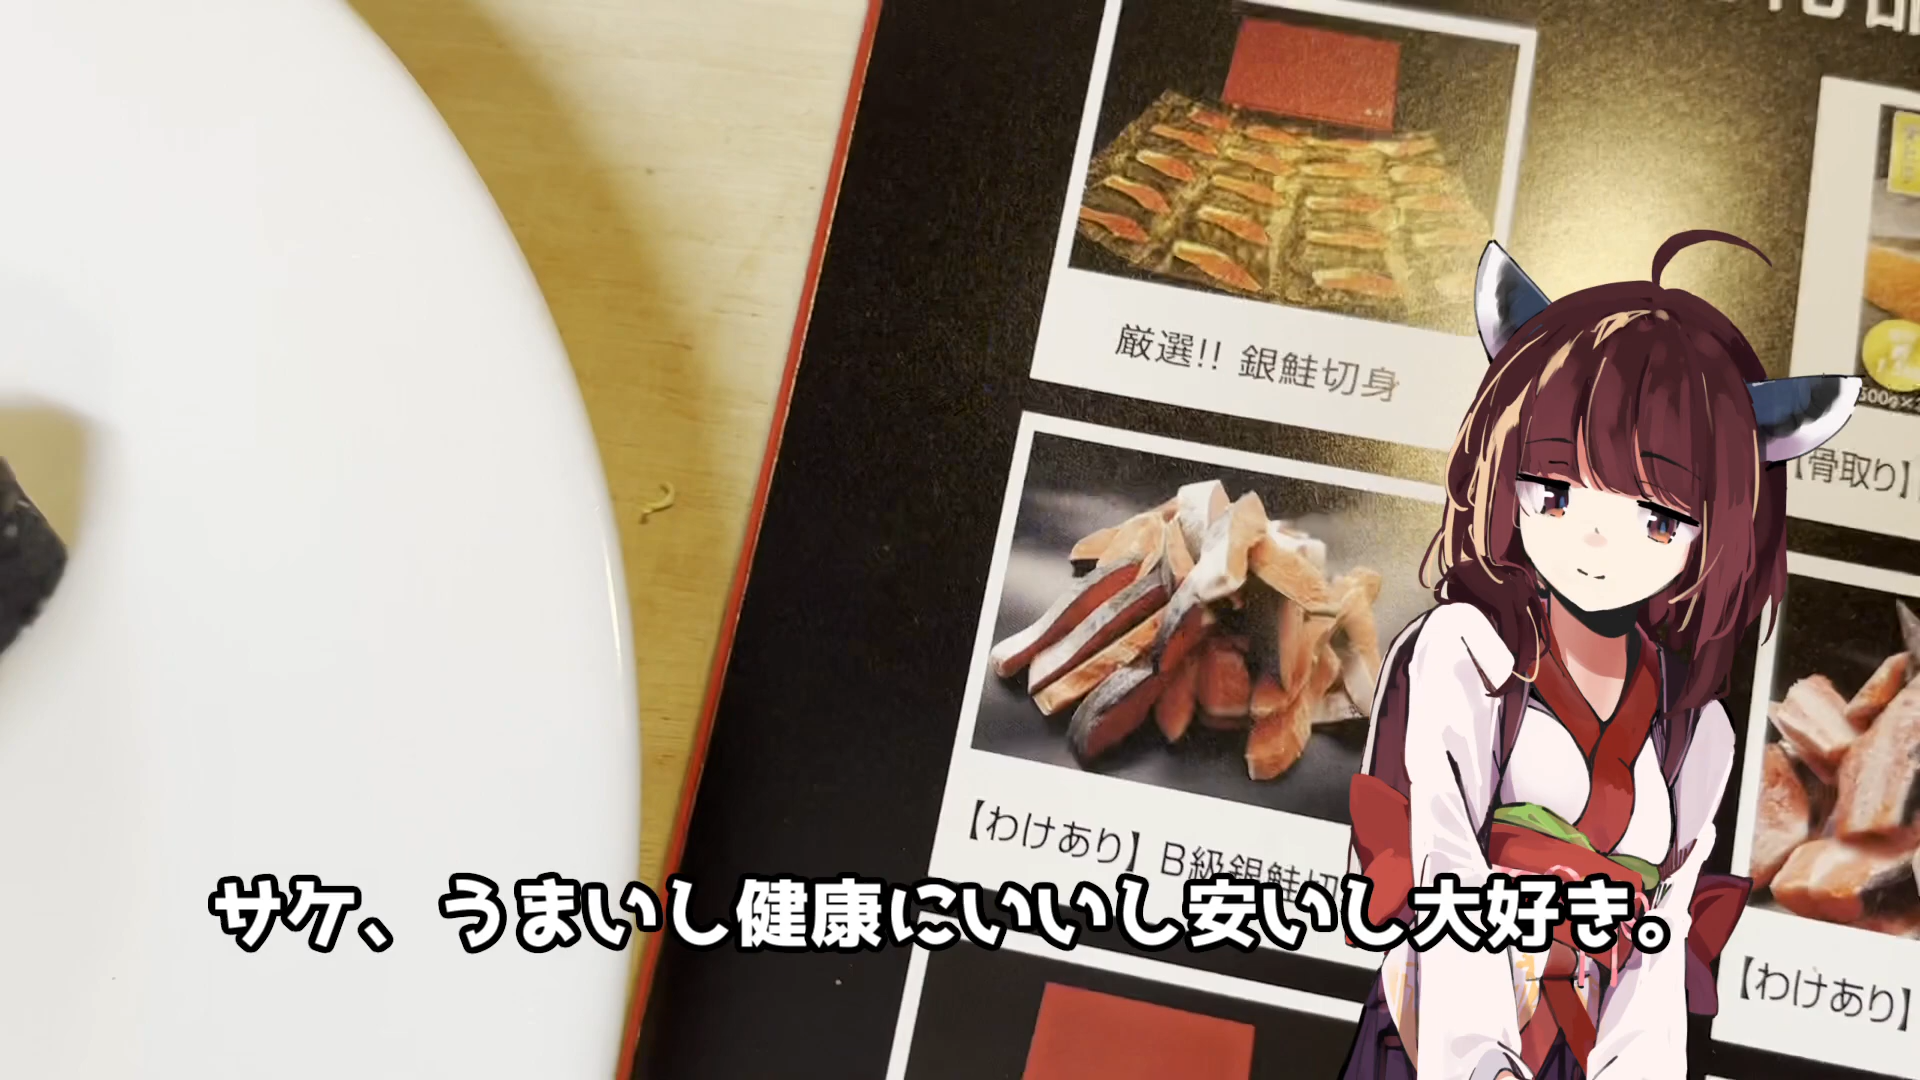 厳選!! 銀鮭切身
【骨取り】
【わけあり】B級銀鮭切
【わけあり】
サケ、うまいし健康にいいし安いし大好き。